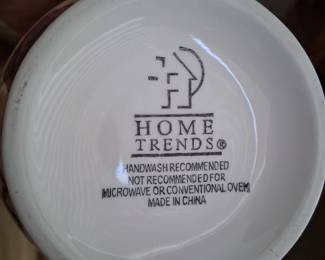 HOME
TRENDS®
HANDWASH RECOMMENDED
NOT RECOMMENDED FOR
MICROWAVE OR CONVENTIONAL OVEN
MADE IN CHINA